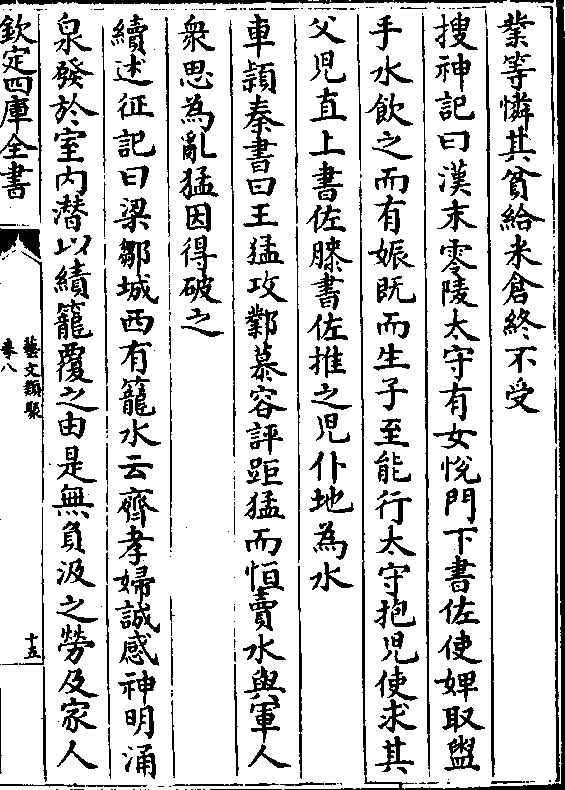 業等憐其貧給米倉終不受
搜神記曰漢末零陵太守有女悅門下書佐使婢取盥
手水飲之而有娠既而生子至能行太守抱兒使求其
父兒直上書佐膝書佐推之兒仆地為水
車頴秦書曰王猛攻鄴慕容評距猛而恒賣水與軍人
衆思為亂猛因得破之
續述征記曰梁鄒城西有籠水云齊孝婦誠感神明涌
泉發於室内潜以績籠覆之由是無負汲之勞及家人
欽定四庫全書
藝文類聚
卷八
十五